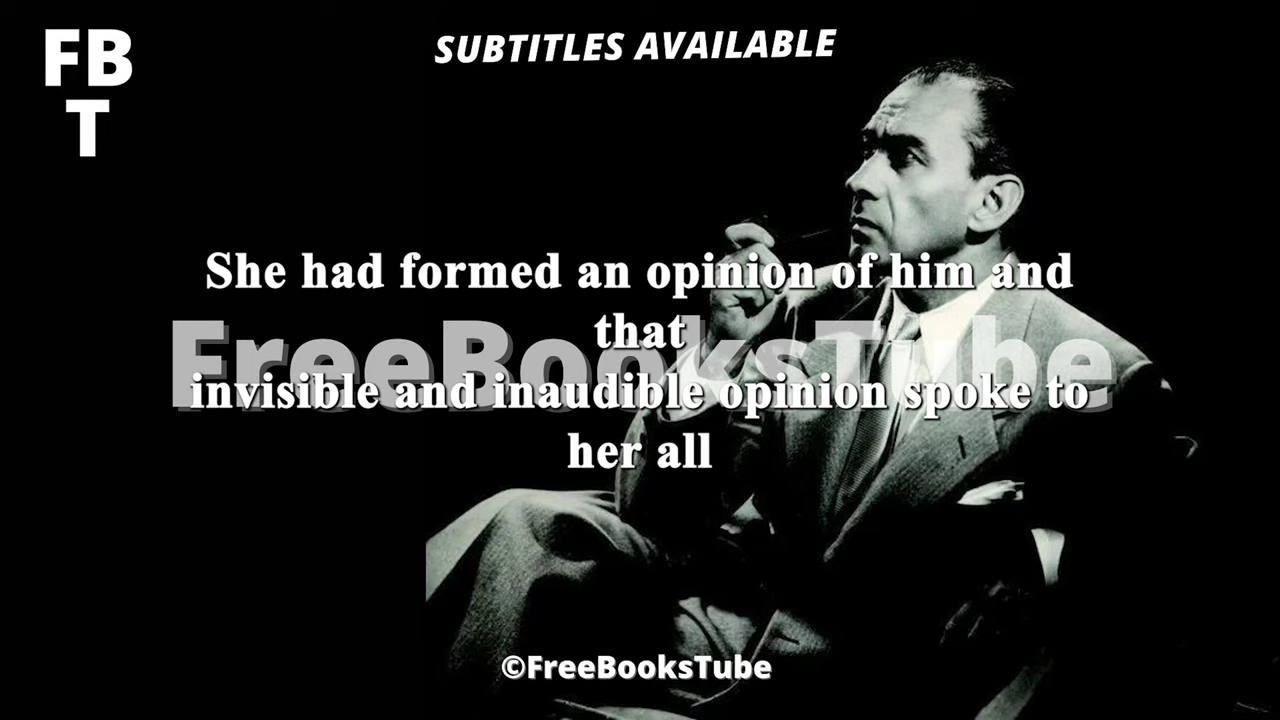 FB
T
SUBTITLES AVAILABLE
She had formed an opinion of him and
that
FreeBooksTube
invisible and inaudible opinion spoke to
her all
©FreeBooksTube